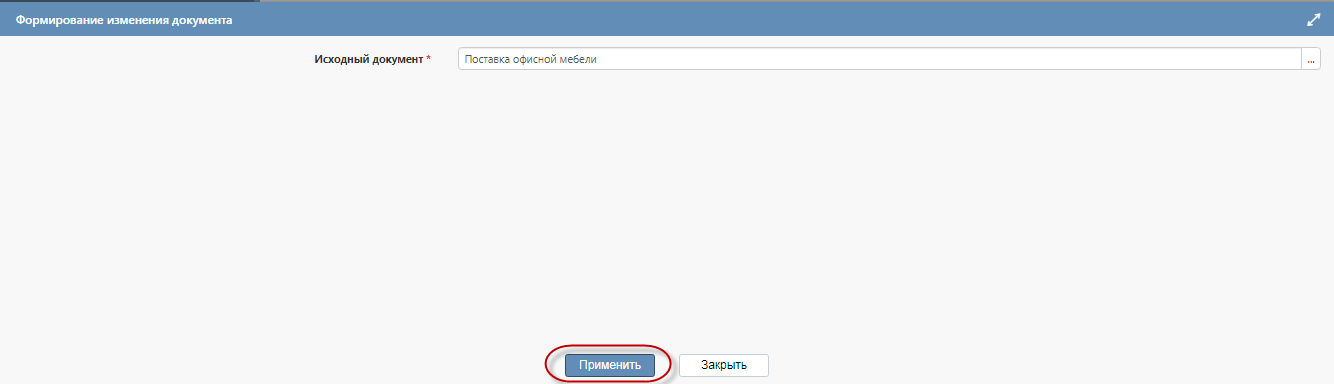 Формирование изменения документа
Исходный документ * Поставка офисной мебели ...
Применить Закрыть